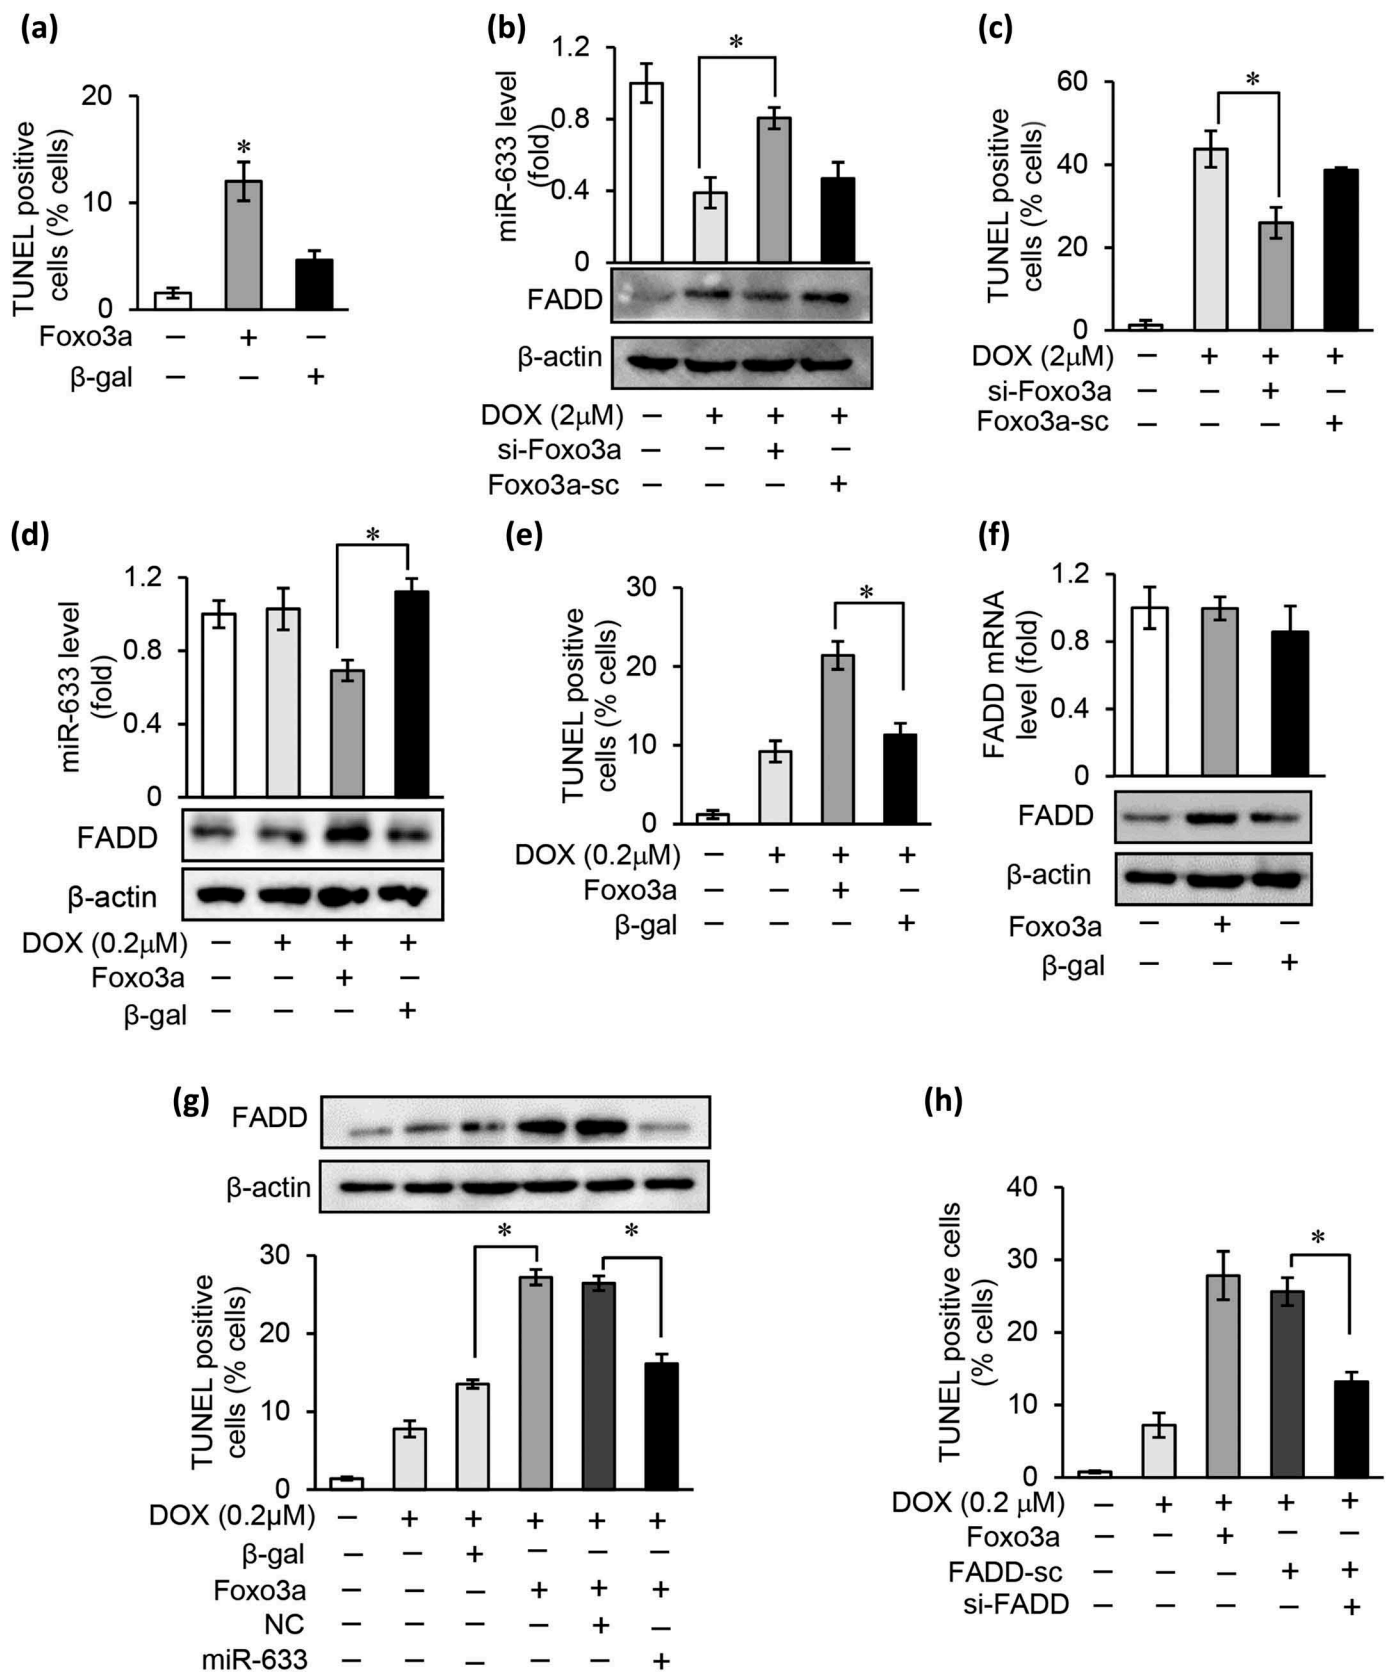 (a)
20
10
0
TUNEL positive
cells (% cells)
*
Foxo3a – + –
β-gal – – +
(b)
1.2
0.8
0.4
0
miR-633 level
(fold)
*
FADD
β-actin
DOX (2μM) – + + +
si-Foxo3a – – + –
Foxo3a-sc – – – +
(c)
60
40
20
0
TUNEL positive
cells (% cells)
*
DOX (2μM) – + + +
si-Foxo3a – – + –
Foxo3a-sc – – – +
(d)
1.2
0.8
0.4
0
miR-633 level
(fold)
*
FADD
β-actin
DOX (0.2μM) – + + +
Foxo3a – – + –
β-gal – – – +
(e)
30
20
10
0
TUNEL positive
cells (% cells)
*
DOX (0.2μM) – + + +
Foxo3a – – + –
β-gal – – – +
(f)
1.2
0.8
0.4
0
FADD mRNA
level (fold)
FADD
β-actin
Foxo3a – + –
β-gal – – +
(g)
FADD
β-actin
30
20
10
0
TUNEL positive
cells (% cells)
* *
DOX (0.2μM) – + + + + +
β-gal – – + – – –
Foxo3a – – – + + +
NC – – – – + –
miR-633 – – – – – +
(h)
40
30
20
10
0
TUNEL positive cells
(% cells)
*
DOX (0.2 μM) – + + + +
Foxo3a – – + – –
FADD-sc – – – + +
si-FADD – – – – +